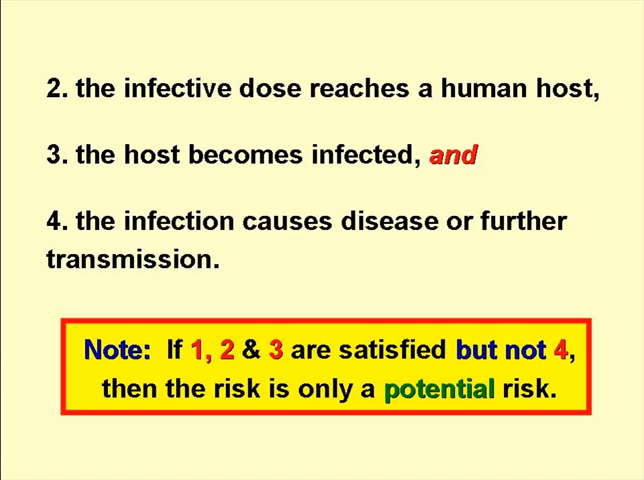 2. the infective dose reaches a human host,
3. the host becomes infected, and
4. the infection causes disease or further
transmission.
Note: If 1, 2 & 3 are satisfied but not 4,
then the risk is only a potential risk.